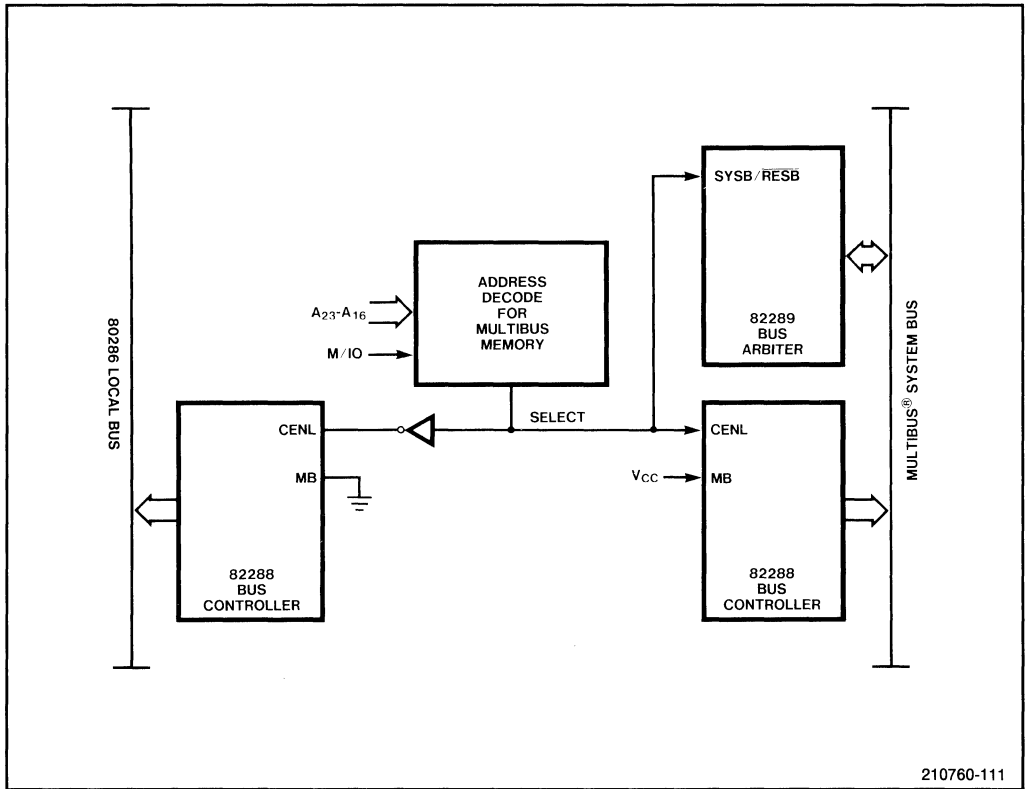 SYSB/RESB
82289
BUS
ARBITER
ADDRESS
DECODE
FOR
MULTIBUS
MEMORY
A23-A16
M/IO
80286 LOCAL BUS
MULTIBUS® SYSTEM BUS
SELECT
CENL
MB
82288
BUS
CONTROLLER
CENL
VCC
MB
82288
BUS
CONTROLLER
210760-111